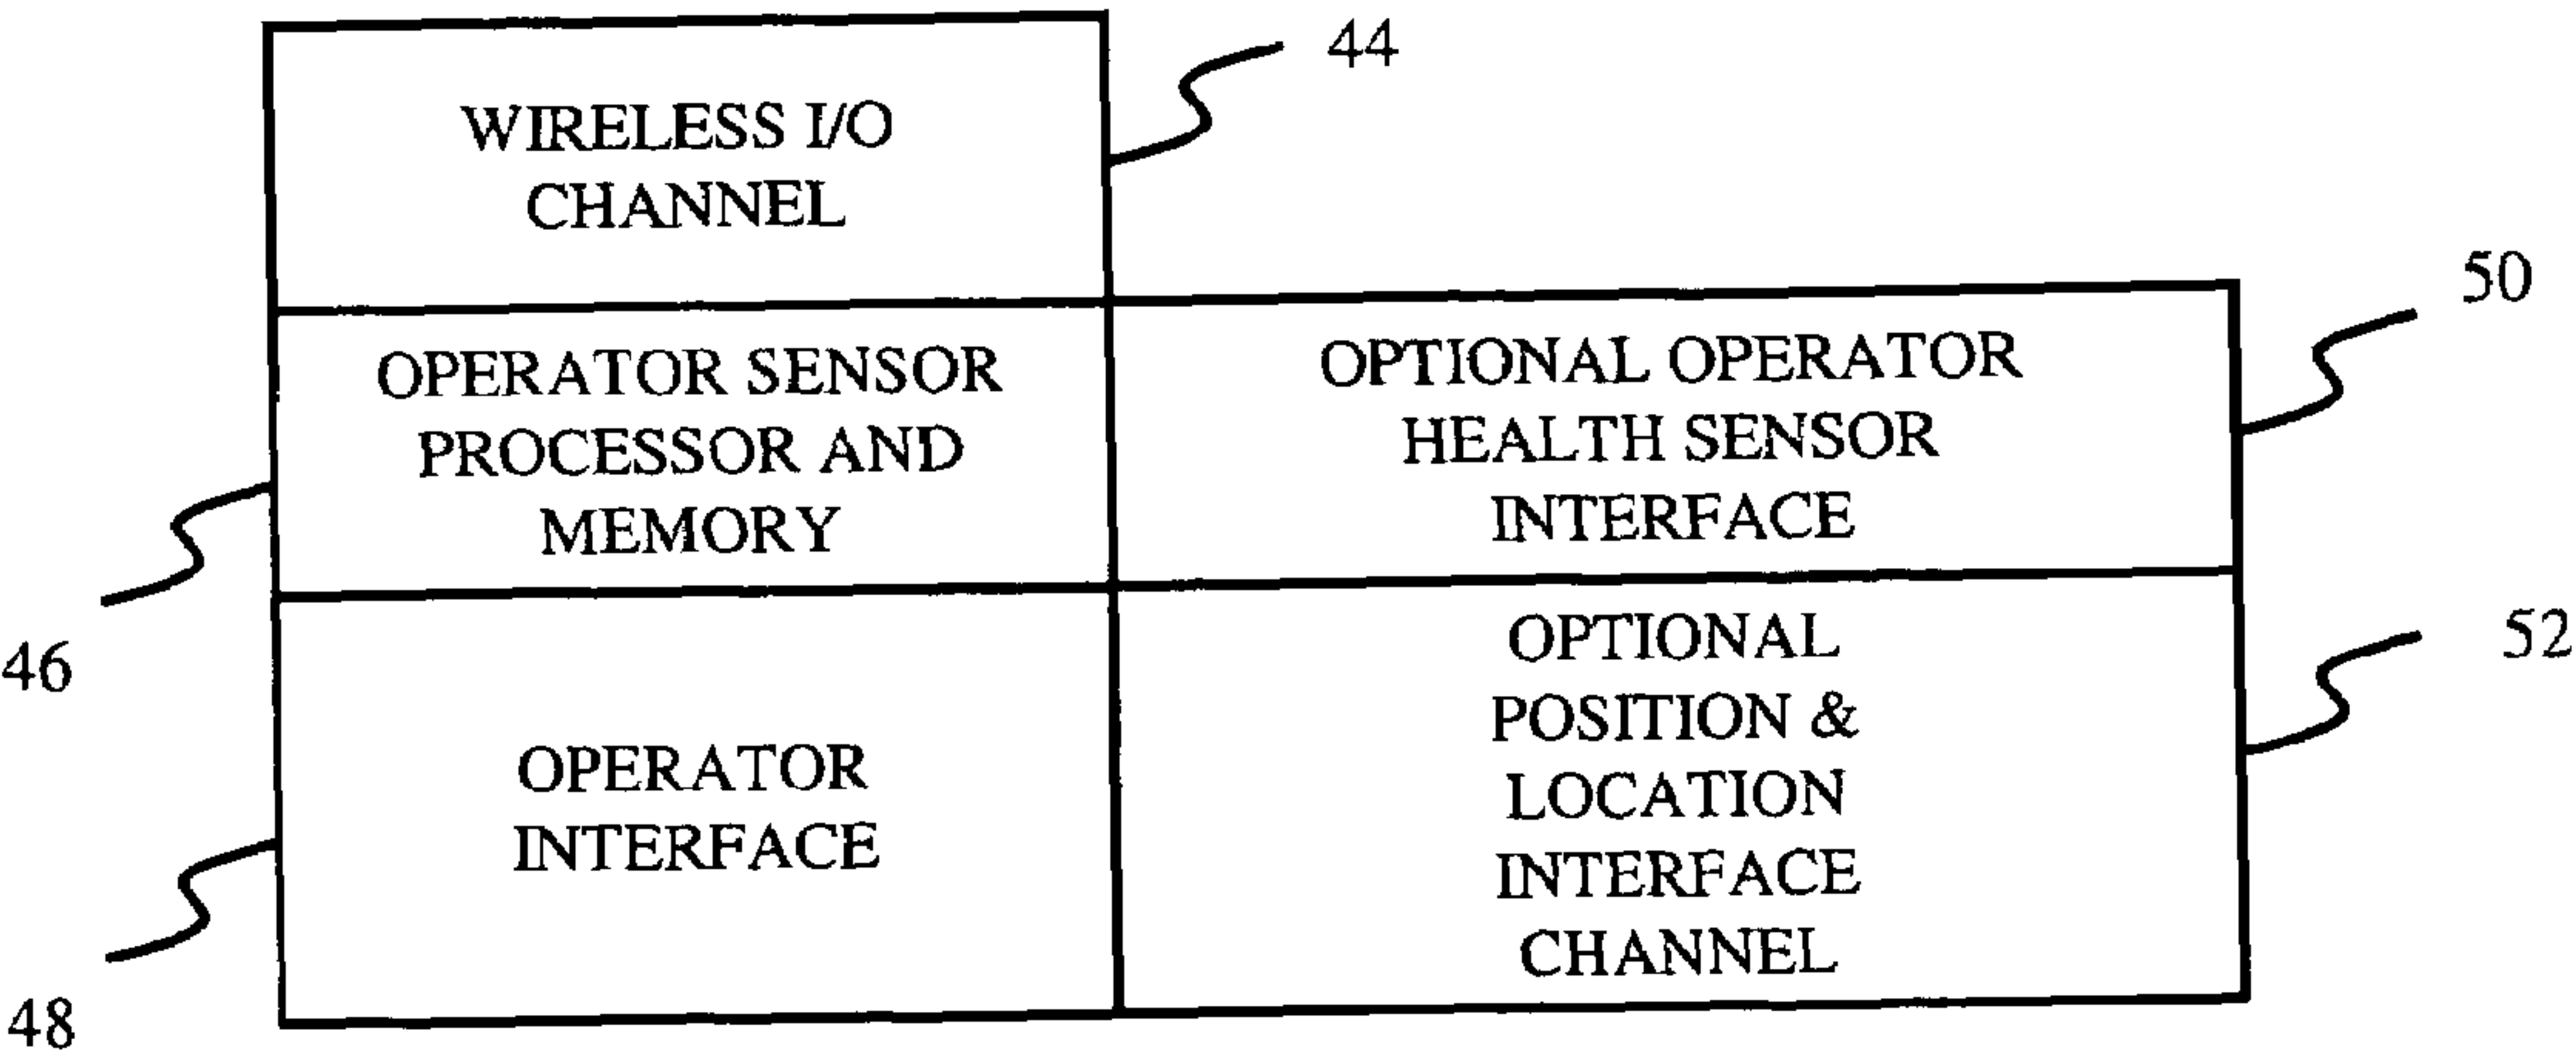 WIRELESS I/O
CHANNEL
44
OPERATOR SENSOR
PROCESSOR AND
MEMORY
46
OPTIONAL OPERATOR
HEALTH SENSOR
INTERFACE
50
OPERATOR
INTERFACE
48
OPTIONAL
POSITION &
LOCATION
INTERFACE
CHANNEL
52